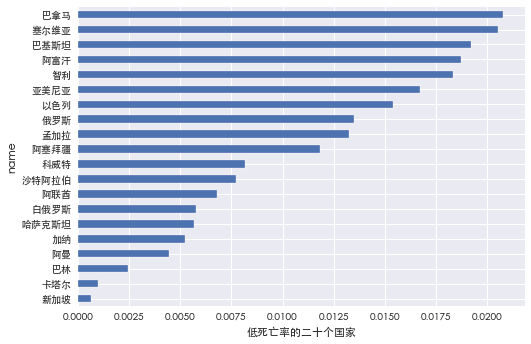 巴拿马
塞尔维亚
巴基斯坦
阿富汗
智利
亚美尼亚
以色列
俄罗斯
孟加拉
阿塞拜疆
科威特
沙特阿拉伯
阿联酋
白俄罗斯
哈萨克斯坦
加纳
阿曼
巴林
卡塔尔
新加坡
name
0.0000 0.0025 0.0050 0.0075 0.0100 0.0125 0.0150 0.0175 0.0200
低死亡率的二十个国家